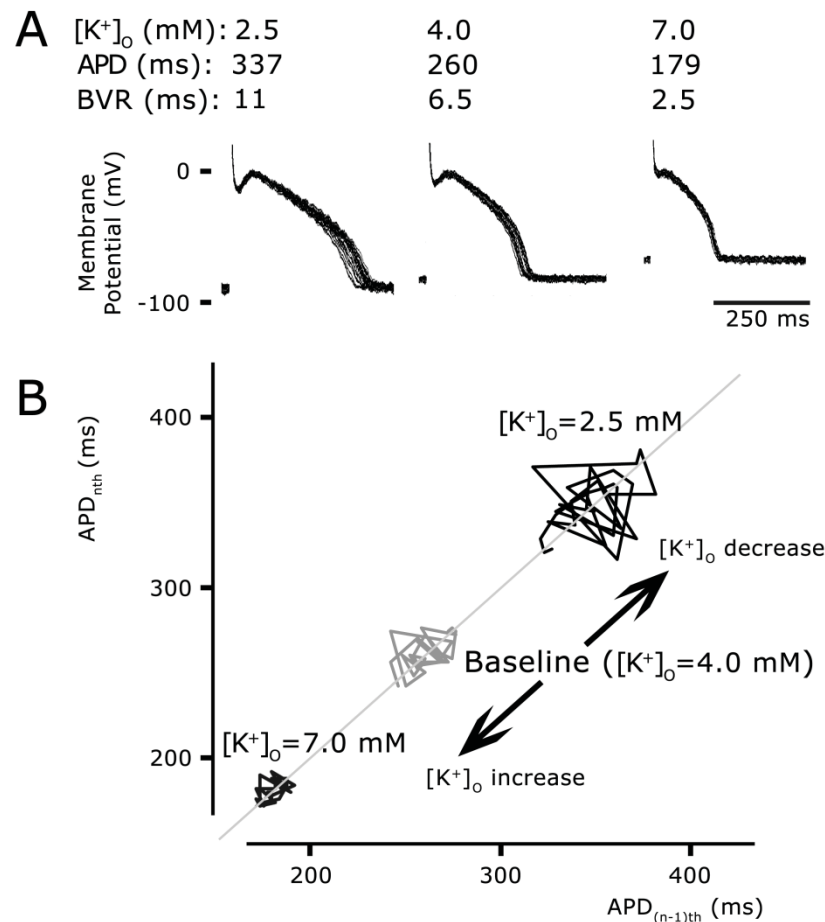 A
[K⁺]ₒ (mM): 2.5 4.0 7.0
APD (ms): 337 260 179
BVR (ms): 11 6.5 2.5
Membrane
Potential (mV)
0
-100
250 ms
B
APDnth (ms)
400
300
200
[K⁺]ₒ=2.5 mM
[K⁺]ₒ decrease
Baseline ([K⁺]ₒ=4.0 mM)
[K⁺]ₒ=7.0 mM
[K⁺]ₒ increase
200 300 400
APD(n-1)th (ms)